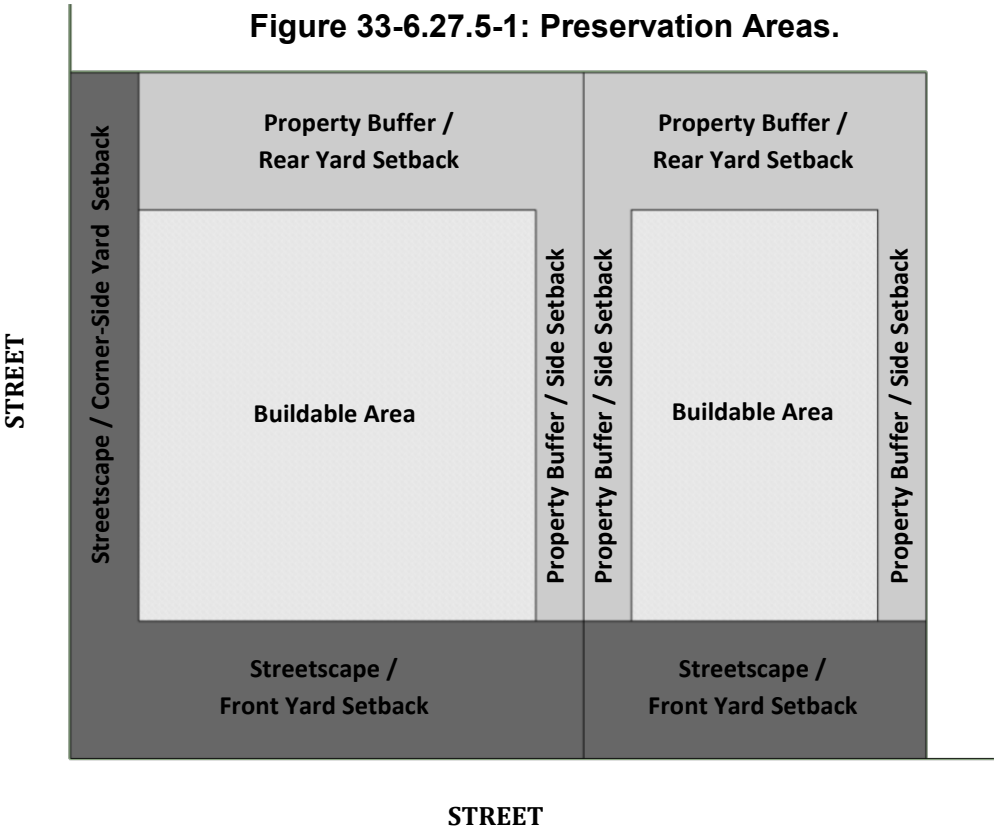 Figure 33-6.27.5-1: Preservation Areas.
Property Buffer /
Rear Yard Setback
Property Buffer /
Rear Yard Setback
STREET
Streetscape / Corner-Side Yard Setback
Buildable Area
Property Buffer / Side Setback
Property Buffer / Side Setback
Buildable Area
Property Buffer / Side Setback
Streetscape /
Front Yard Setback
Streetscape /
Front Yard Setback
STREET